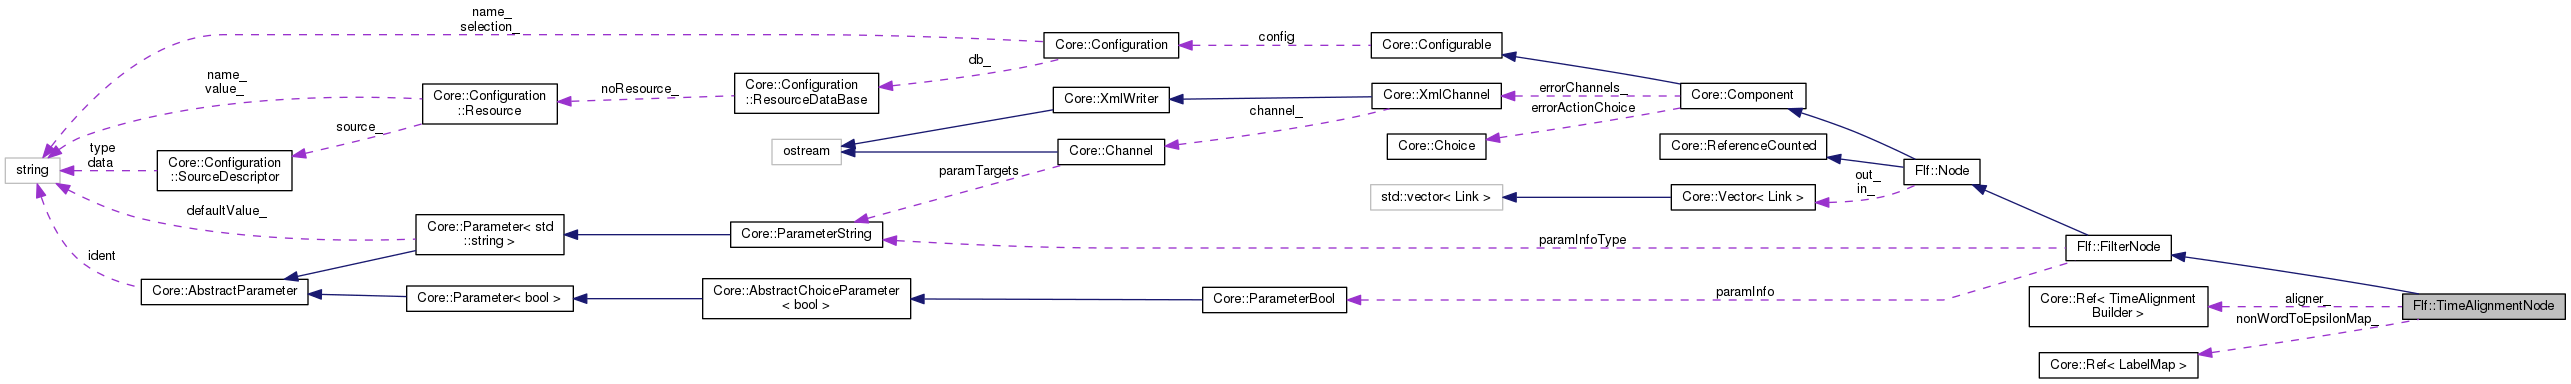 name_
selection_
Core::Configuration
config
Core::Configurable
name_
value_
db_
Core::Configuration
::Resource
noResource_
Core::Configuration
::ResourceDataBase
Core::XmlWriter
Core::XmlChannel
errorChannels_
errorActionChoice
Core::Component
source_
channel_
type
data
string
Core::Configuration
::SourceDescriptor
ostream
Core::Channel
Core::Choice
Core::ReferenceCounted
Flf::Node
paramTargets
out_
in_
std::vector< Link >
Core::Vector< Link >
defaultValue_
Core::Parameter< std
::string >
Core::ParameterString
paramInfoType
Flf::FilterNode
ident
Core::AbstractParameter
Core::Parameter< bool >
Core::AbstractChoiceParameter
< bool >
Core::ParameterBool
paramInfo
Core::Ref< TimeAlignment
Builder >
aligner_
nonWordToEpsilonMap_
Flf::TimeAlignmentNode
Core::Ref< LabelMap >